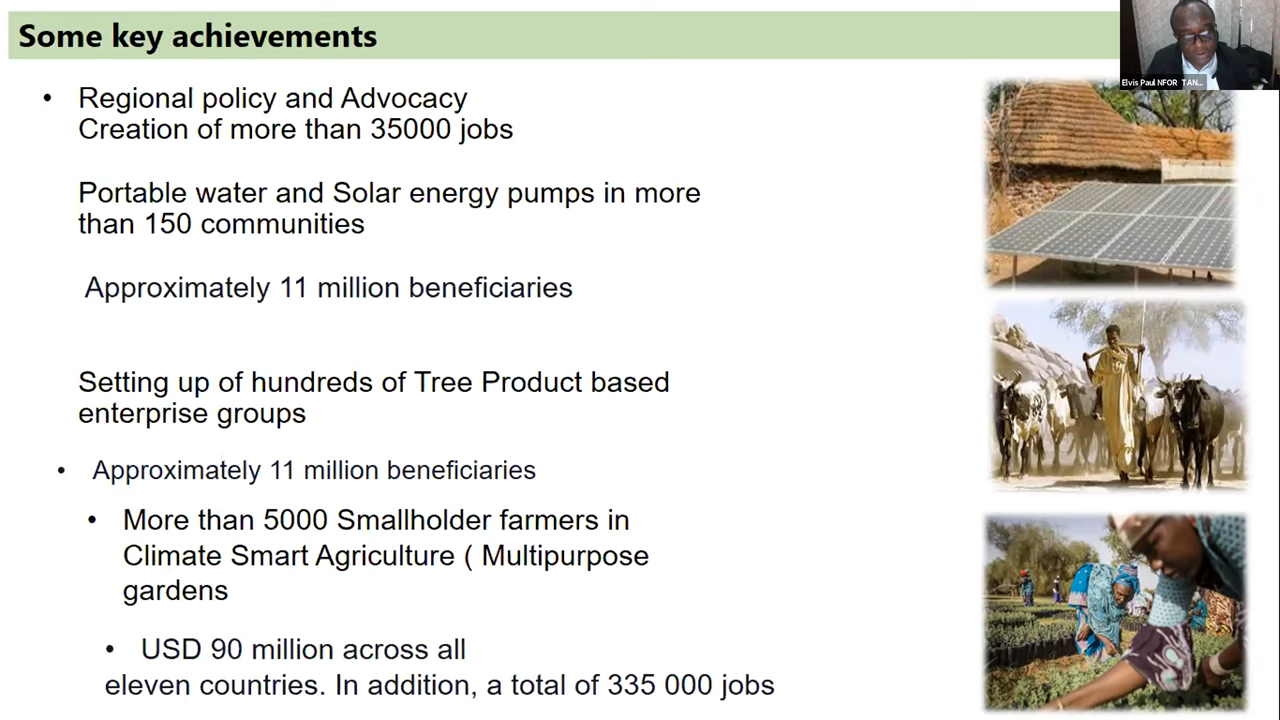 Some key achievements
Elvis Paul NFOR TAN...
• Regional policy and Advocacy
Creation of more than 35000 jobs
Portable water and Solar energy pumps in more
than 150 communities
Approximately 11 million beneficiaries
Setting up of hundreds of Tree Product based
enterprise groups
• Approximately 11 million beneficiaries
• More than 5000 Smallholder farmers in
Climate Smart Agriculture ( Multipurpose
gardens
• USD 90 million across all
eleven countries. In addition, a total of 335 000 jobs